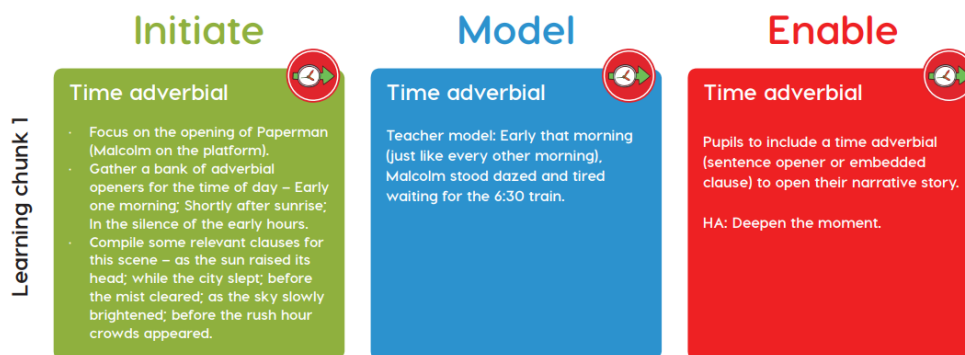 Initiate
Model
Enable
Learning chunk 1
Time adverbial
· Focus on the opening of Paperman
(Malcolm on the platform).
· Gather a bank of adverbial
openers for the time of day – Early
one morning; Shortly after sunrise;
In the silence of the early hours.
· Compile some relevant clauses for
this scene – as the sun raised its
head; while the city slept; before
the mist cleared; as the sky slowly
brightened; before the rush hour
crowds appeared.
Time adverbial
Teacher model: Early that morning
(just like every other morning),
Malcolm stood dazed and tired
waiting for the 6:30 train.
Time adverbial
Pupils to include a time adverbial
(sentence opener or embedded
clause) to open their narrative story.
HA: Deepen the moment.